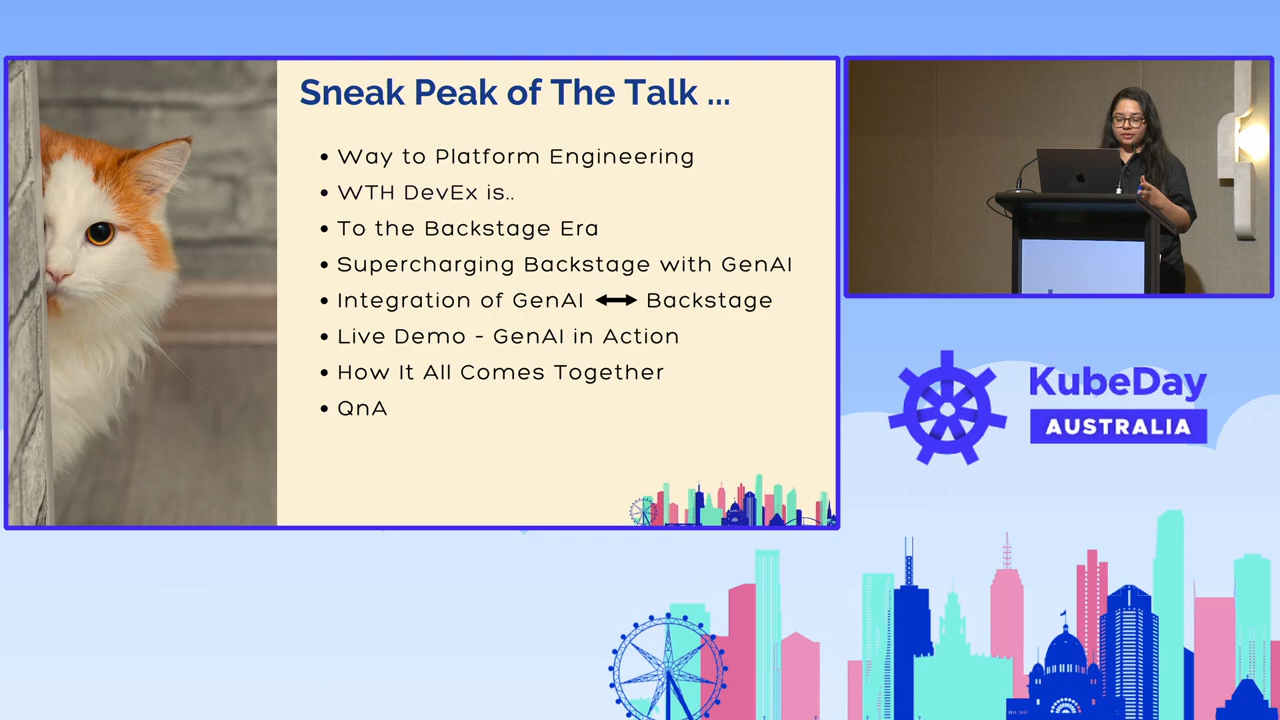 Sneak Peak of The Talk ...
• Way to Platform Engineering
• WTH DevEx is..
• To the Backstage Era
• Supercharging Backstage with GenAI
• Integration of GenAI ⟷ Backstage
• Live Demo - GenAI in Action
• How It All Comes Together
• QnA
KubeDay
AUSTRALIA